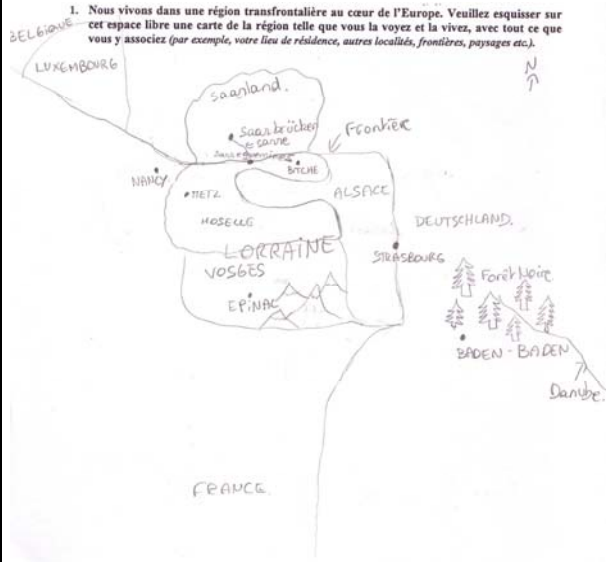 1. Nous vivons dans une région transfrontalière au cœur de l'Europe. Veuillez esquisser sur
cet espace libre une carte de la région telle que vous la voyez et la vivez, avec tout ce que
vous y associez (par exemple, votre lieu de résidence, autres localités, frontières, paysages etc.).
BELGIQUE
LUXEMBOURG
N
saarland.
Saarbrücken
Frontière
Sarreguemines
BITCHE
NANCY
METZ
ALSACE
MOSELLE
DEUTSCHLAND.
LORRAINE
STRASBOURG
VOSGES
Forêt Noire
EPINAC
BADEN-BADEN
Danube.
FRANCE